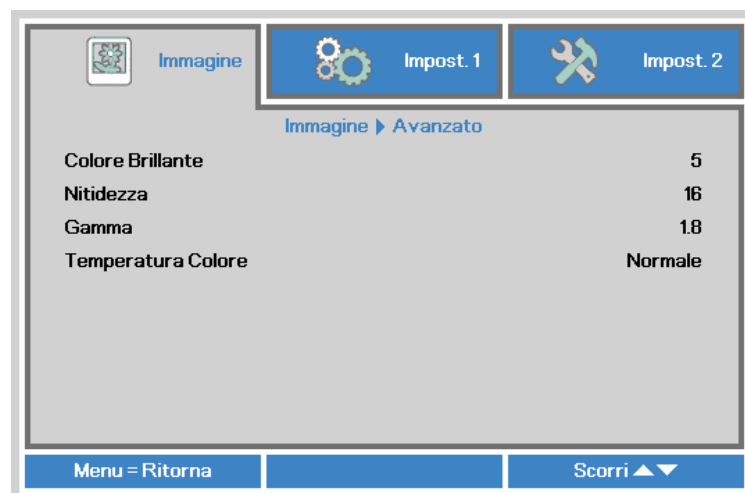 Immagine
Impost. 1
Impost. 2
Immagine ▶ Avanzato
Colore Brillante 5
Nitidezza 16
Gamma 1.8
Temperatura Colore Normale
Menu = Ritorna
Scorri ▲▼